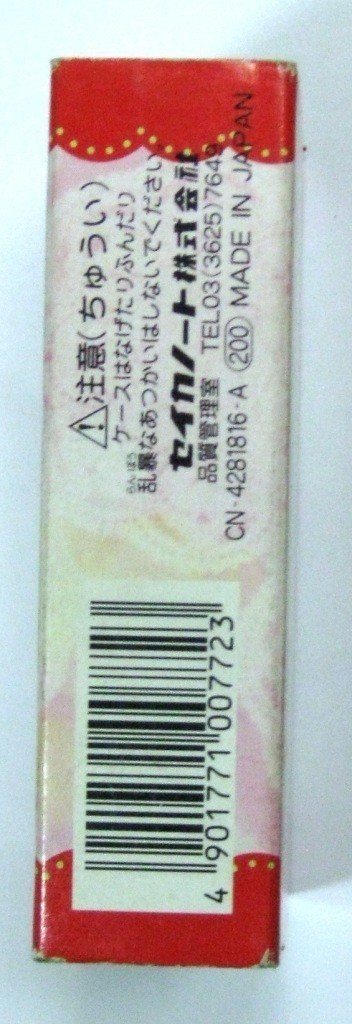 ⚠注意(ちゅうい)
ケースはなげたりふんだり
らんぼう
乱暴なあつかいはしないでください。
セイカノート株式会社
品質管理室 TEL03(3625)7649
CN-4281816-A (200) MADE IN JAPAN
4 901771 007723